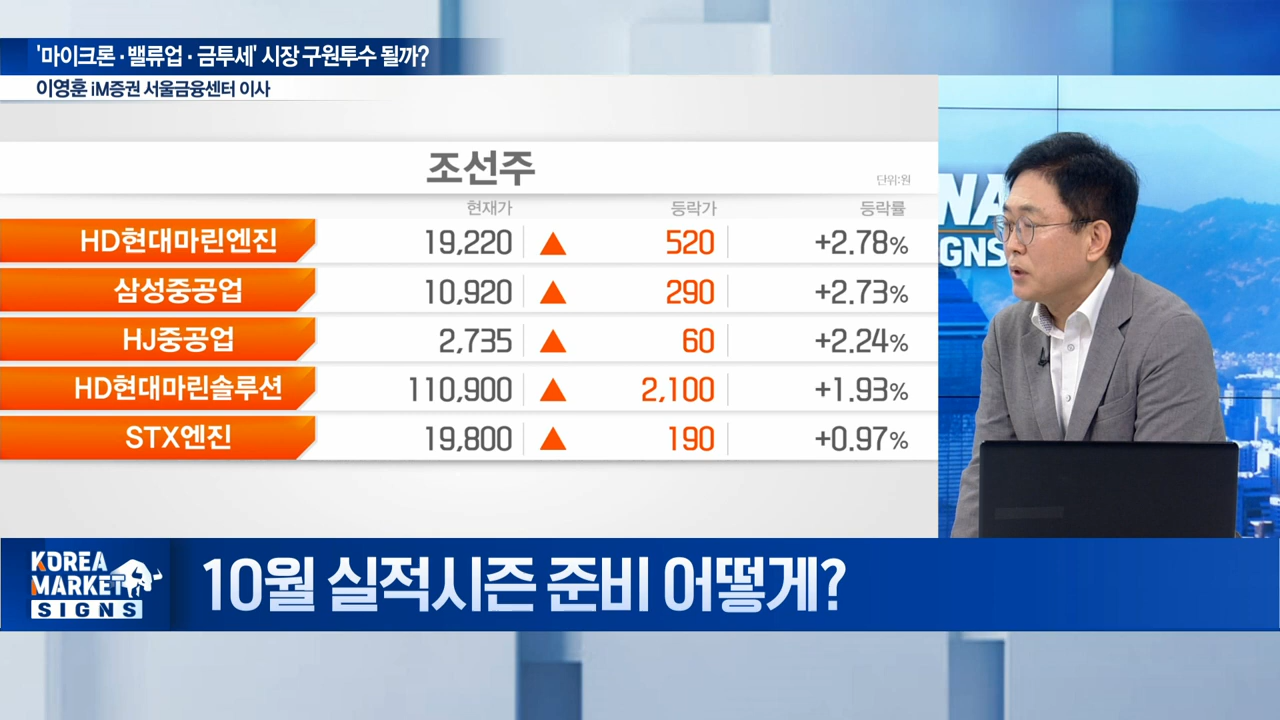 '마이크론·밸류업·금투세' 시장 구원투수 될까?
이영훈 iM증권 서울금융센터 이사
조선주
단위:원
현재가 등락가 등락률
HD현대마린엔진 19,220 ▲ 520 +2.78%
삼성중공업 10,920 ▲ 290 +2.73%
HJ중공업 2,735 ▲ 60 +2.24%
HD현대마린솔루션 110,900 ▲ 2,100 +1.93%
STX엔진 19,800 ▲ 190 +0.97%
NA
GNS
KOREA
MARKET
SIGNS
10월 실적시즌 준비 어떻게?